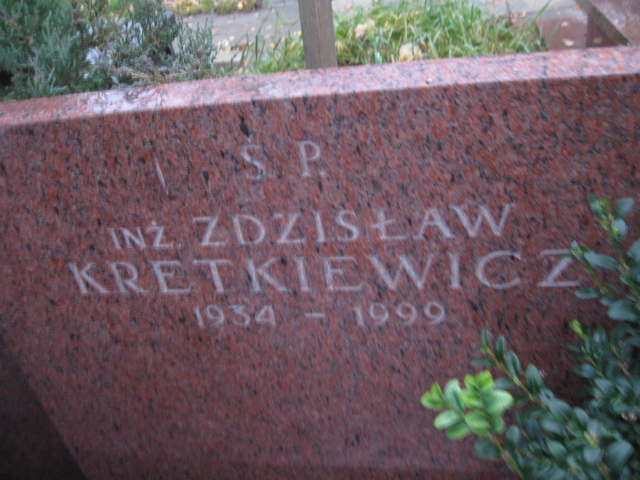 Ś. P.
INŻ. ZDZISŁAW
KRETKIEWICZ
1934 - 1999